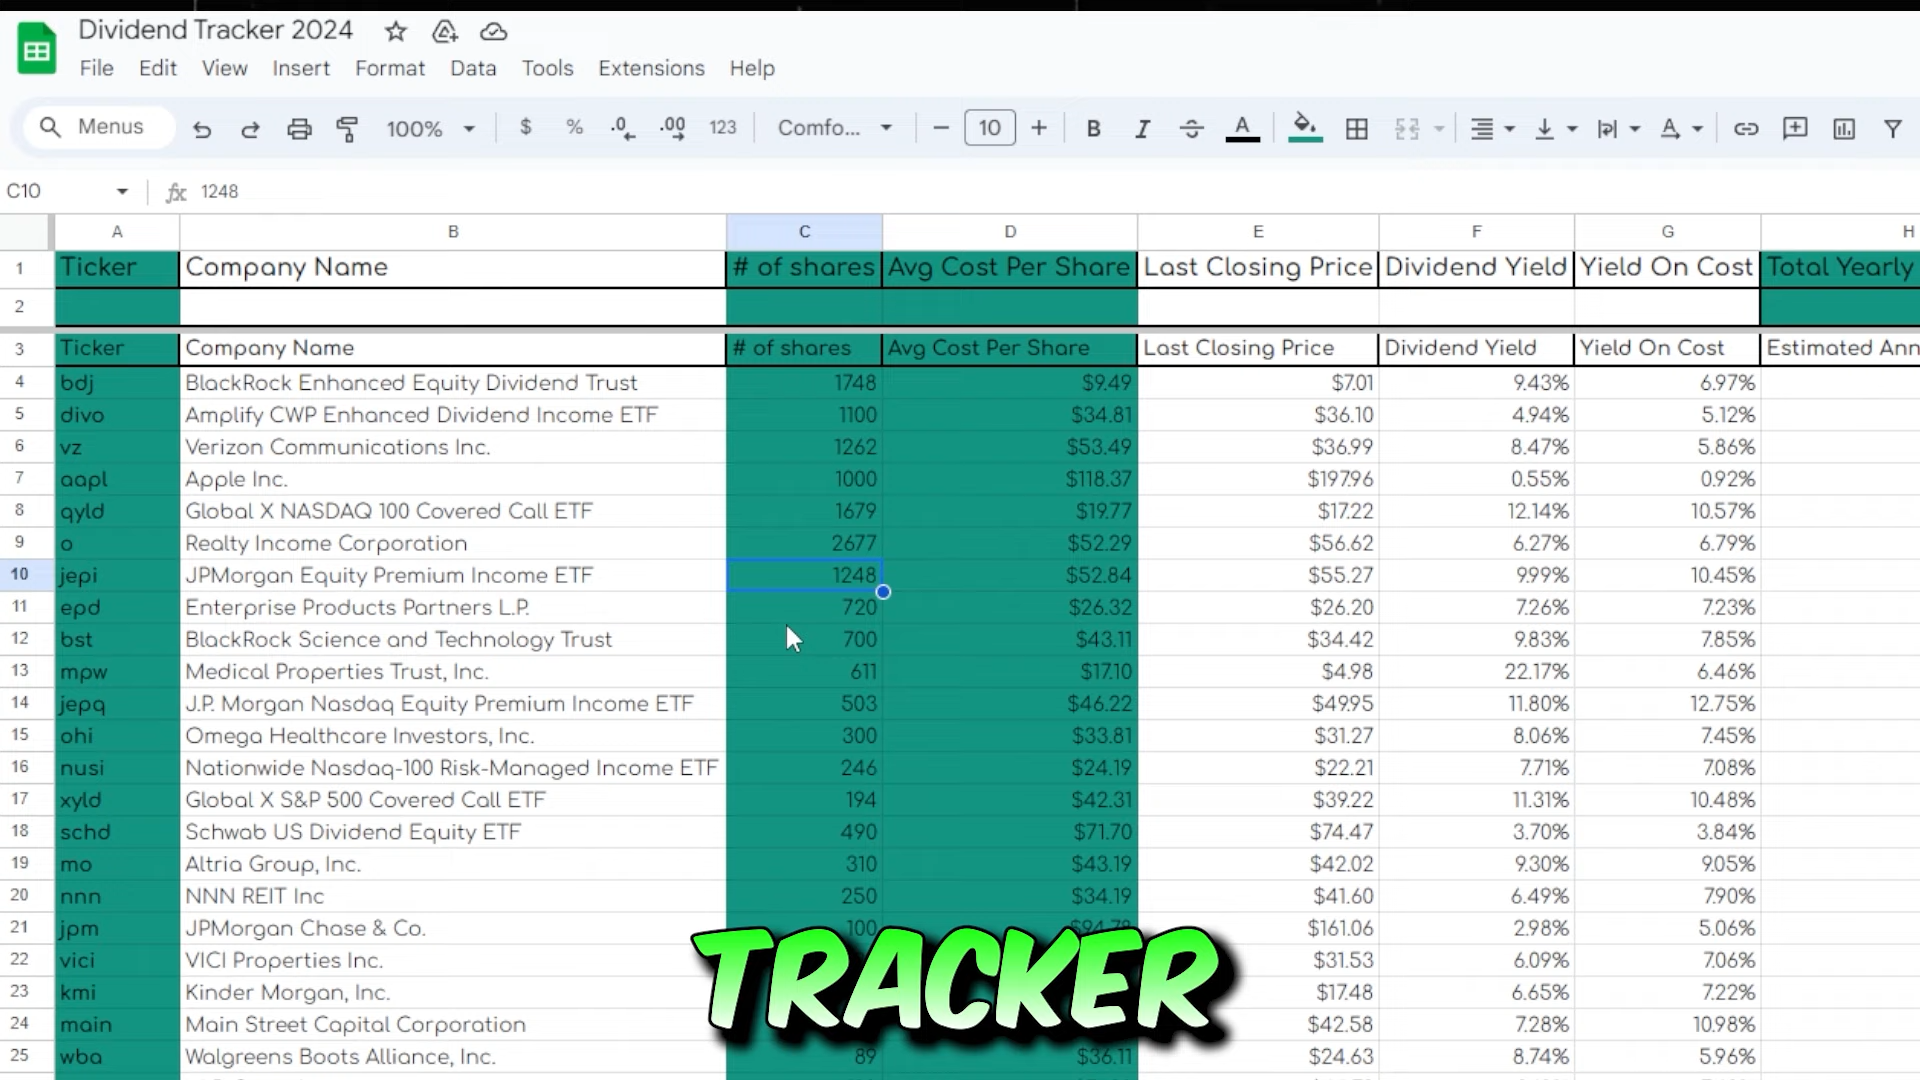 Dividend Tracker 2024
File Edit View Insert Format Data Tools Extensions Help
Menus 100% $ % .0 .00 123 Comfo... 10 B I A
C10 fx 1248
A B C D E F G H
1 Ticker Company Name # of shares Avg Cost Per Share Last Closing Price Dividend Yield Yield On Cost Total Yearly
2
3 Ticker Company Name # of shares Avg Cost Per Share Last Closing Price Dividend Yield Yield On Cost Estimated Ann
4 bdj BlackRock Enhanced Equity Dividend Trust 1748 $9.49 $7.01 9.43% 6.97%
5 divo Amplify CWP Enhanced Dividend Income ETF 1100 $34.81 $36.10 4.94% 5.12%
6 vz Verizon Communications Inc. 1262 $53.49 $36.99 8.47% 5.86%
7 aapl Apple Inc. 1000 $118.37 $197.96 0.55% 0.92%
8 qyld Global X NASDAQ 100 Covered Call ETF 1679 $19.77 $17.22 12.14% 10.57%
9 o Realty Income Corporation 2677 $52.29 $56.62 6.27% 6.79%
10 jepi JPMorgan Equity Premium Income ETF 1248 $52.84 $55.27 9.99% 10.45%
11 epd Enterprise Products Partners L.P. 720 $26.32 $26.20 7.26% 7.23%
12 bst BlackRock Science and Technology Trust 700 $43.11 $34.42 9.83% 7.85%
13 mpw Medical Properties Trust, Inc. 611 $17.10 $4.98 22.17% 6.46%
14 jepq J.P. Morgan Nasdaq Equity Premium Income ETF 503 $46.22 $49.95 11.80% 12.75%
15 ohi Omega Healthcare Investors, Inc. 300 $33.81 $31.27 8.06% 7.45%
16 nusi Nationwide Nasdaq-100 Risk-Managed Income ETF 246 $24.19 $22.21 7.71% 7.08%
17 xyld Global X S&P 500 Covered Call ETF 194 $42.31 $39.22 11.31% 10.48%
18 schd Schwab US Dividend Equity ETF 490 $71.70 $74.47 3.70% 3.84%
19 mo Altria Group, Inc. 310 $43.19 $42.02 9.30% 9.05%
20 nnn NNN REIT Inc 250 $34.19 $41.60 6.49% 7.90%
21 jpm JPMorgan Chase & Co. 100 $94.78 $161.06 2.98% 5.06%
22 vici VICI Properties Inc. $31.53 6.09% 7.06%
23 kmi Kinder Morgan, Inc. $17.48 6.65% 7.22%
24 main Main Street Capital Corporation $42.58 7.28% 10.98%
25 wba Walgreens Boots Alliance, Inc. 89 $36.11 $24.63 8.74% 5.96%
TRACKER